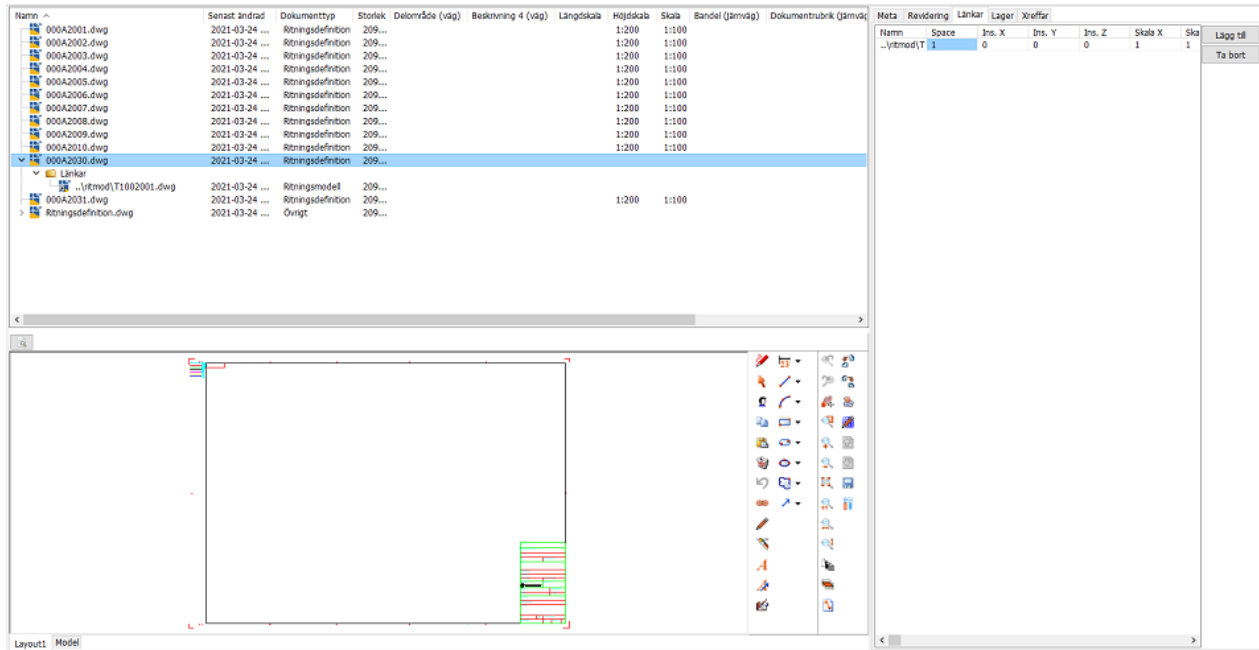 Namn Senast ändrad Dokumenttyp Storlek Delområde (väg) Beskrivning 4 (väg) Längdskala Höjdskala Skala Bandel (järnväg) Dokumentrubrik (järnväg
000A2001.dwg 2021-03-24 ... Ritningsdefinition 209... 1:200 1:100
000A2002.dwg 2021-03-24 ... Ritningsdefinition 209... 1:200 1:100
000A2003.dwg 2021-03-24 ... Ritningsdefinition 209... 1:200 1:100
000A2004.dwg 2021-03-24 ... Ritningsdefinition 209... 1:200 1:100
000A2005.dwg 2021-03-24 ... Ritningsdefinition 209... 1:200 1:100
000A2006.dwg 2021-03-24 ... Ritningsdefinition 209... 1:200 1:100
000A2007.dwg 2021-03-24 ... Ritningsdefinition 209... 1:200 1:100
000A2008.dwg 2021-03-24 ... Ritningsdefinition 209... 1:200 1:100
000A2009.dwg 2021-03-24 ... Ritningsdefinition 209... 1:200 1:100
000A2010.dwg 2021-03-24 ... Ritningsdefinition 209... 1:200 1:100
000A2030.dwg 2021-03-24 ... Ritningsdefinition 209...
Länkar
..\ritmod\T1002001.dwg 2021-03-24 ... Ritningsmodell 209...
000A2031.dwg 2021-03-24 ... Ritningsdefinition 209... 1:200 1:100
Ritningsdefinition.dwg 2021-03-24 ... Övrigt 209...
Meta Revidering Länkar Lager Xreffar
Namn Space Ins. X Ins. Y Ins. Z Skala X Ska
..\ritmod\T 1 0 0 0 1 1
Lägg till
Ta bort
23
A
Layout1 Model